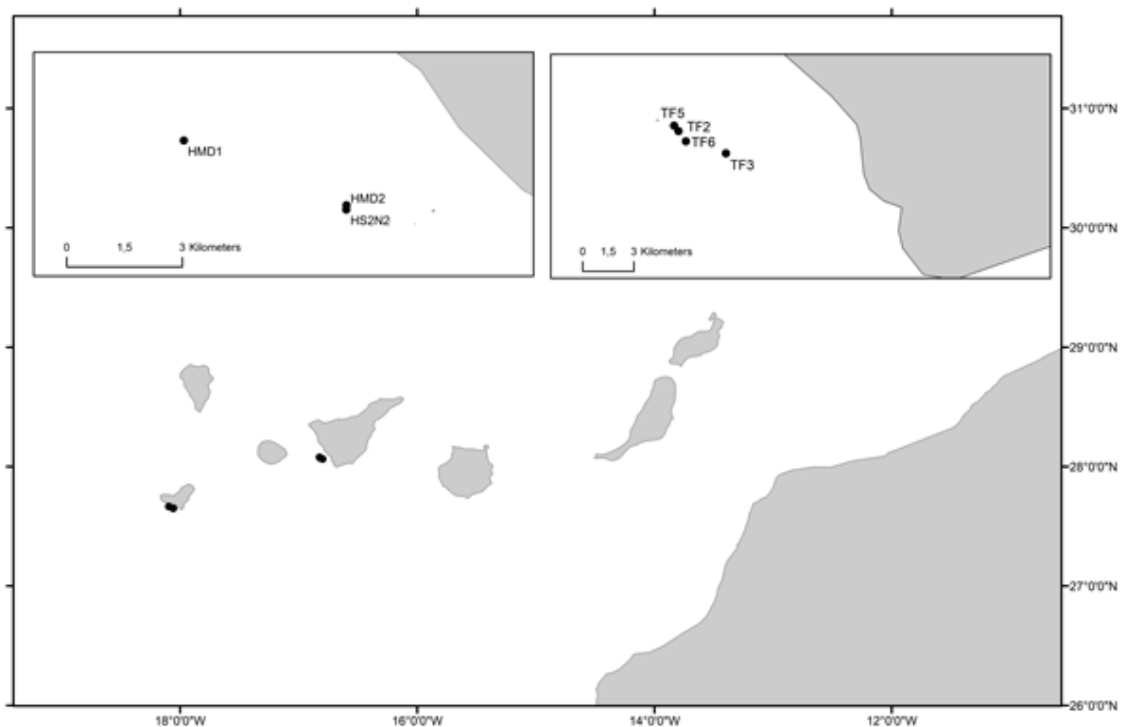 TF5
TF2
TF6
TF3
HMD1
HMD2
HS2N2
0 1,5 3 Kilometers
0 1,5 3 Kilometers
31°0'0"N
30°0'0"N
29°0'0"N
28°0'0"N
27°0'0"N
26°0'0"N
18°0'0"W 16°0'0"W 14°0'0"W 12°0'0"W